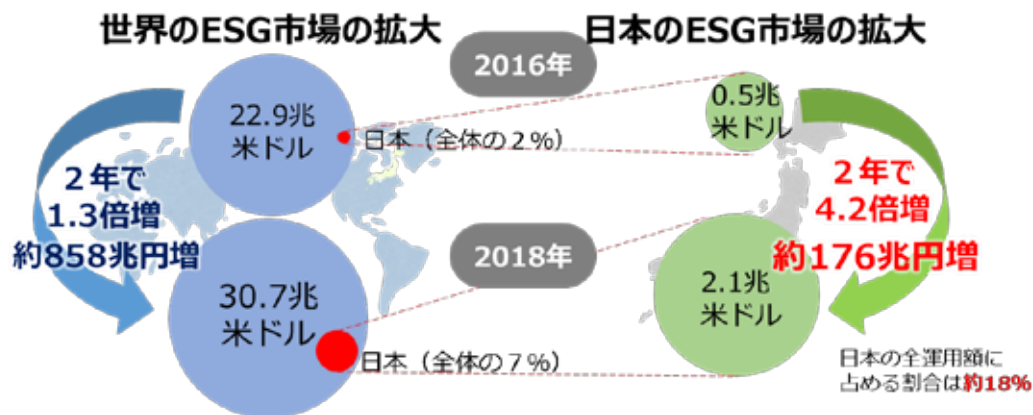 世界のESG市場の拡大
日本のESG市場の拡大
2016年
22.9兆
米ドル
日本（全体の２%）
0.5兆
米ドル
２年で
1.3倍増
約858兆円増
２年で
4.2倍増
約176兆円増
2018年
30.7兆
米ドル
日本（全体の７%）
2.1兆
米ドル
日本の全運用額に
占める割合は約18%